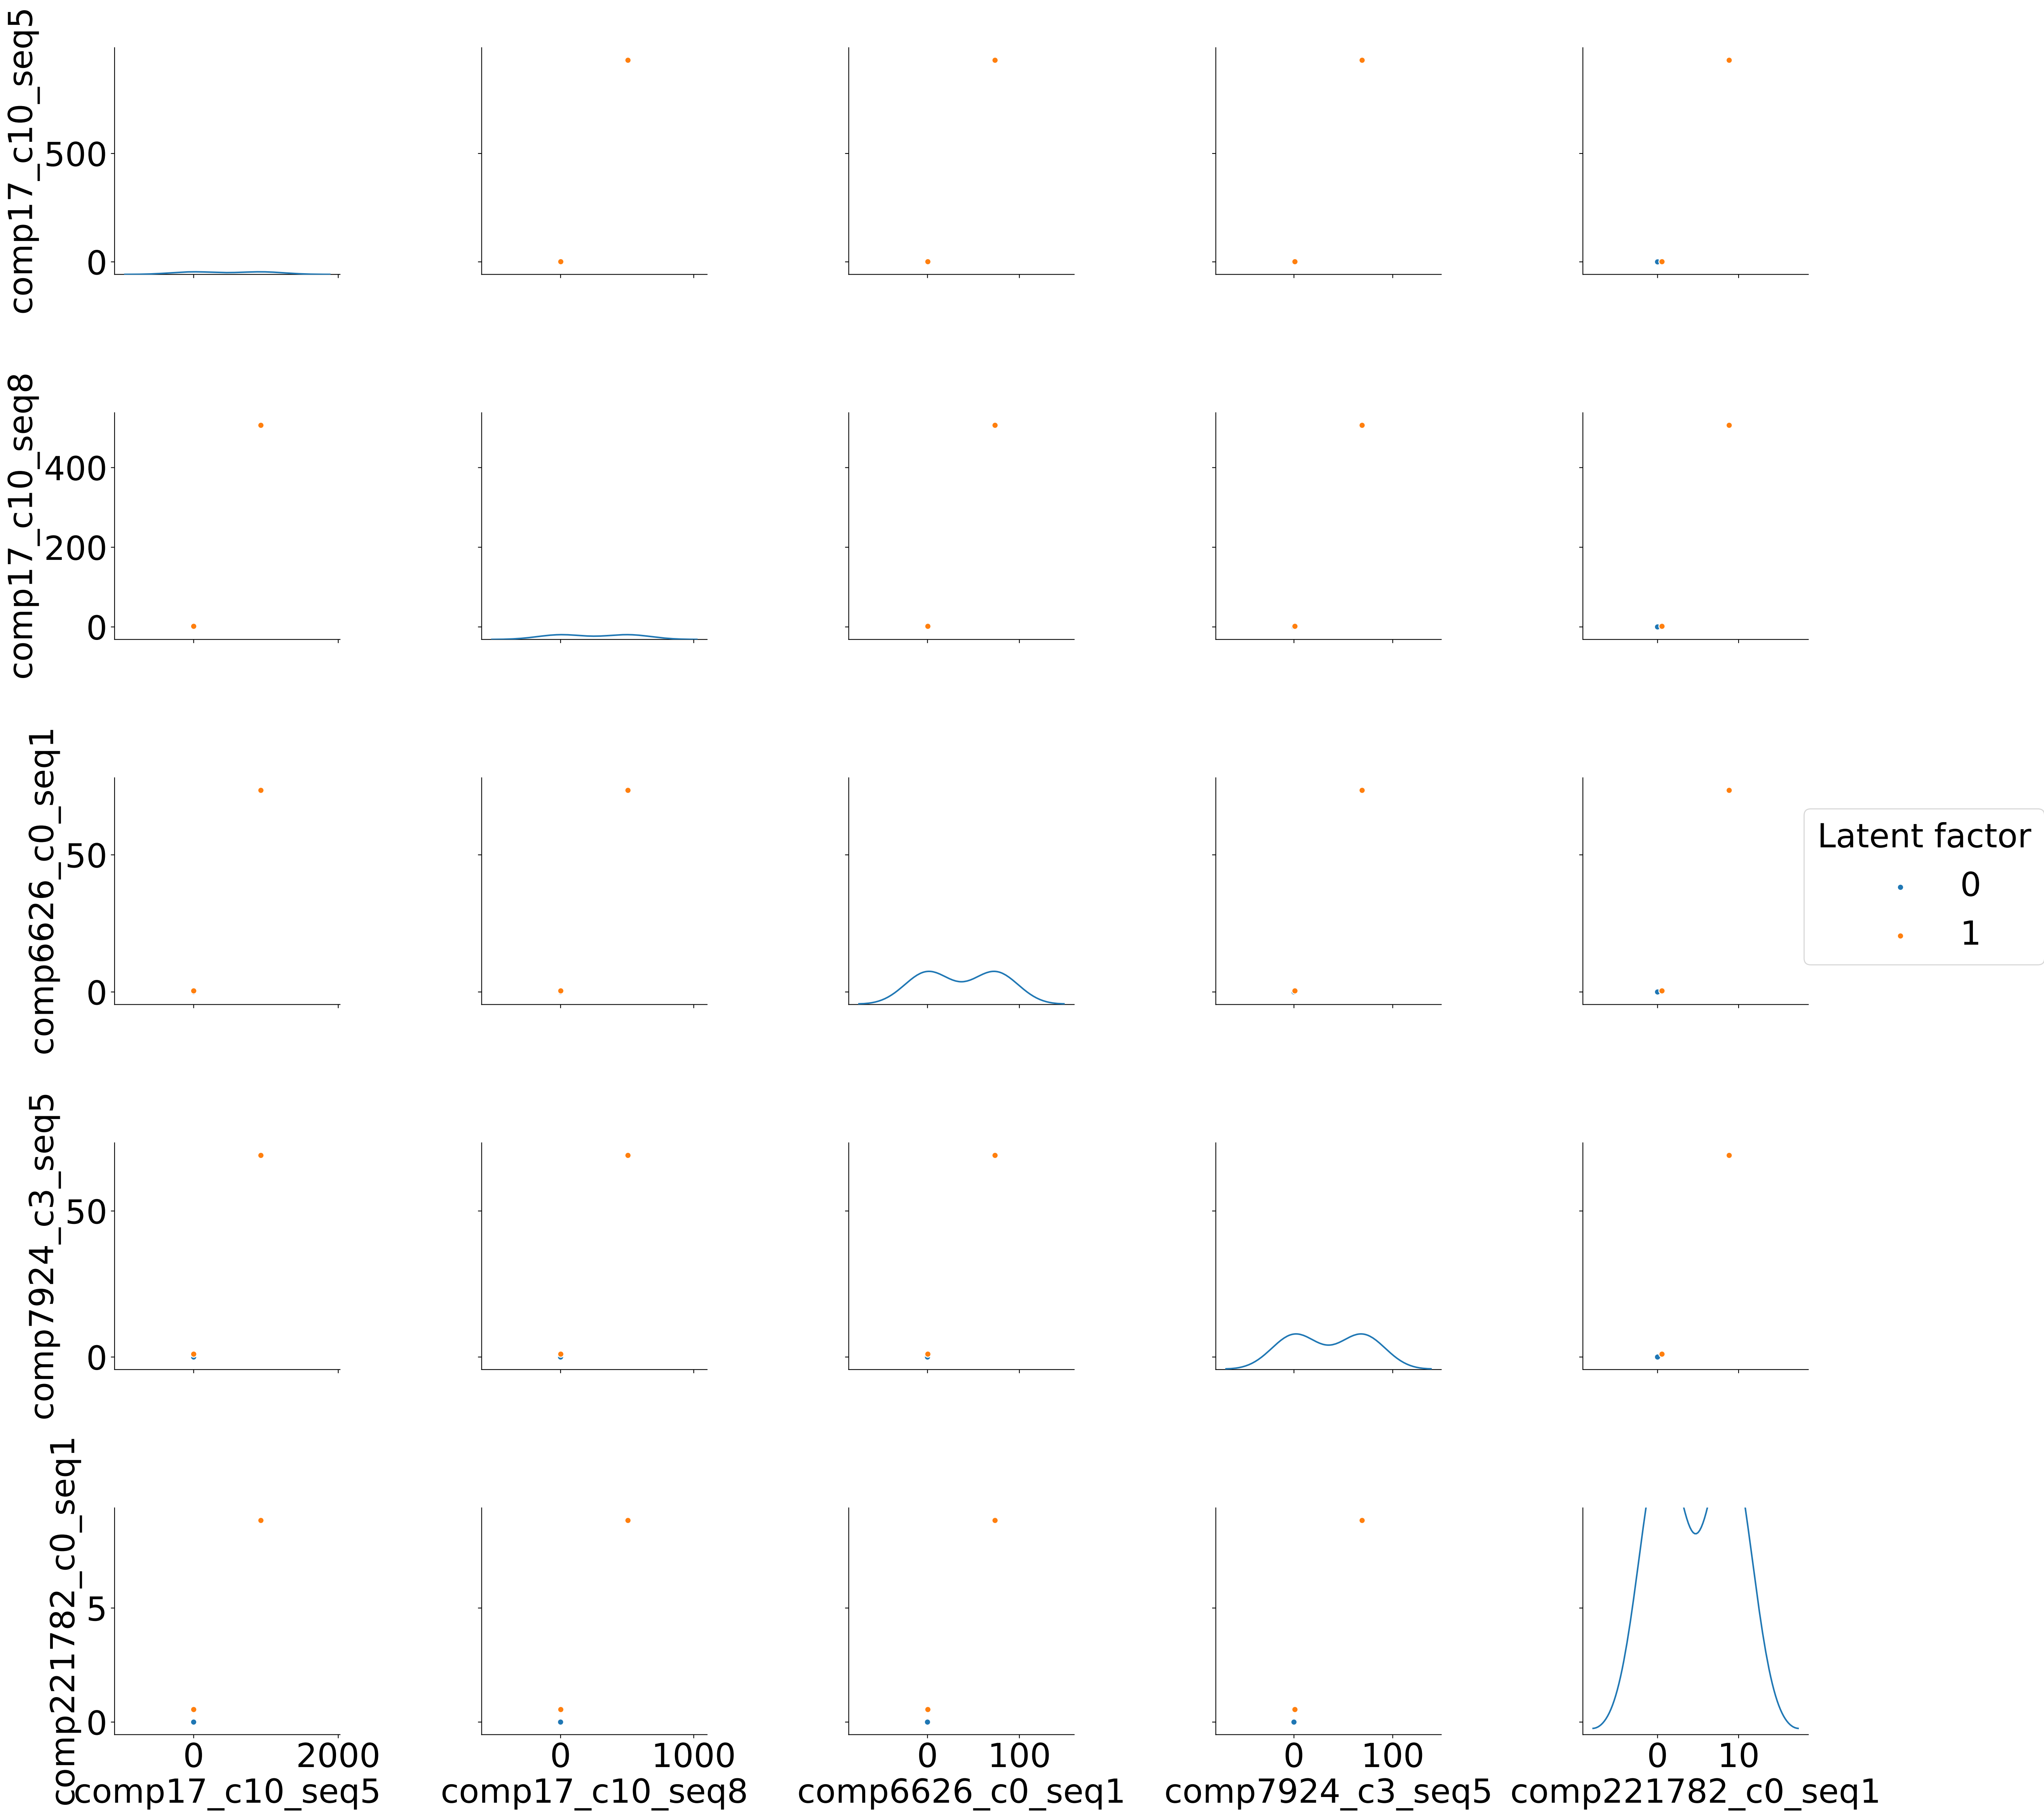 comp17_c10_seq5
500
0
comp17_c10_seq8
400
200
0
comp6626_c0_seq1
50
0
Latent factor
0
1
comp7924_c3_seq5
50
0
comp221782_c0_seq1
5
0
0 2000 0 1000 0 100 0 100 0 10
comp17_c10_seq5 comp17_c10_seq8 comp6626_c0_seq1 comp7924_c3_seq5 comp221782_c0_seq1